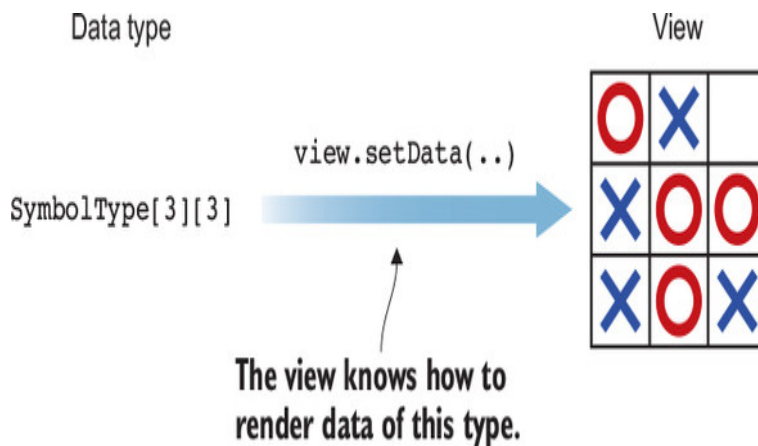 Data type
View
view.setData(..)
SymbolType[3][3]
The view knows how to
render data of this type.